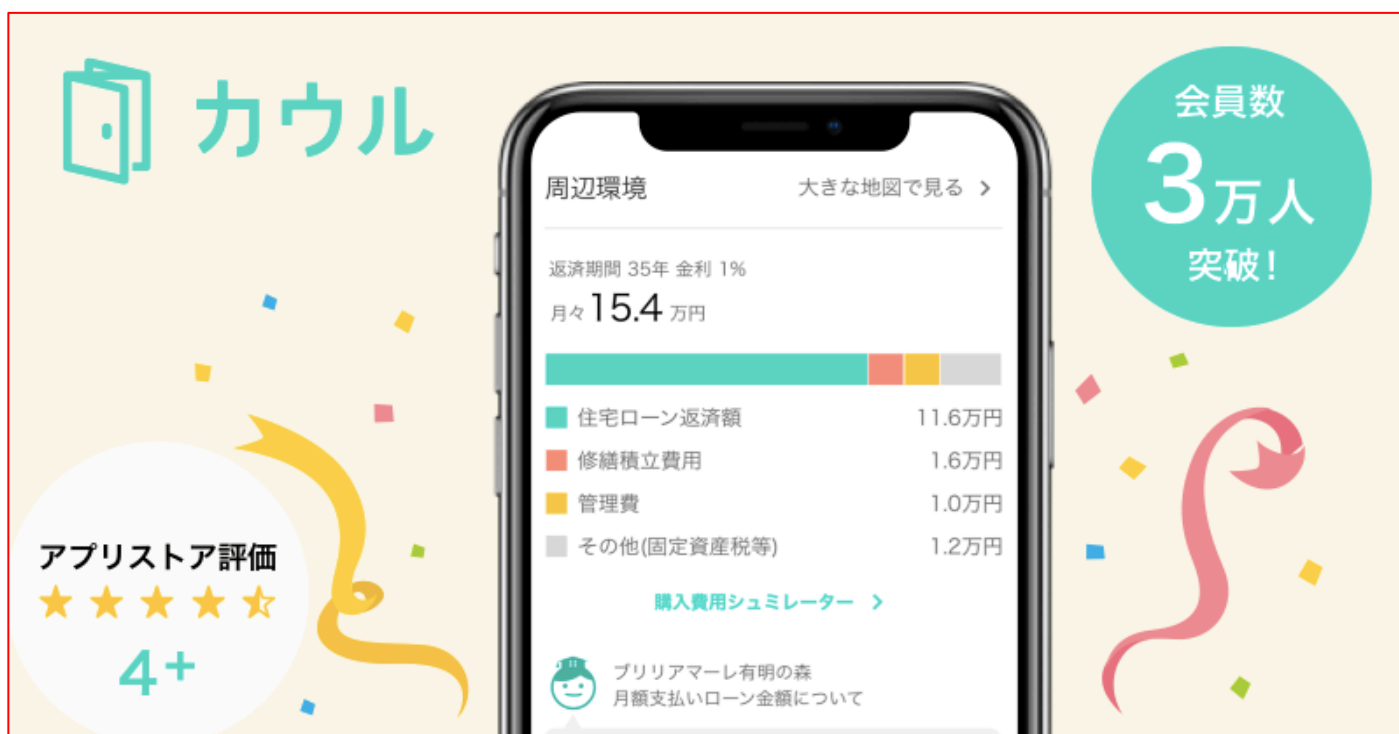 カウル
会員数
3万人
突破!
周辺環境 大きな地図で見る
返済期間 35年 金利 1%
月々 15.4 万円
住宅ローン返済額 11.6万円
修繕積立費用 1.6万円
管理費 1.0万円
その他(固定資産税等) 1.2万円
購入費用シュミレーター
ブリリアマーレ有明の森
月額支払いローン金額について
アプリストア評価
4+